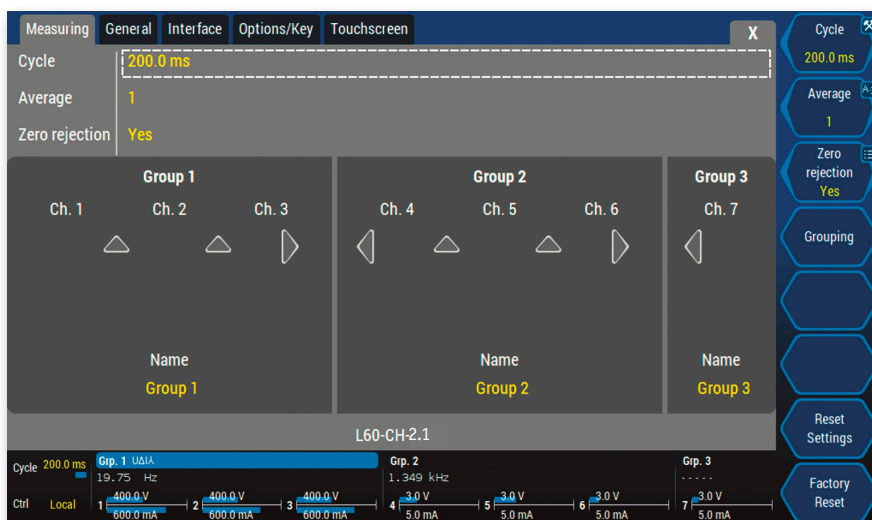 Measuring General Interface Options/Key Touchscreen X
Cycle 200.0 ms
Average 1
Zero rejection Yes
Group 1 Group 2 Group 3
Ch. 1 Ch. 2 Ch. 3 Ch. 4 Ch. 5 Ch. 6 Ch. 7
Name Name Name
Group 1 Group 2 Group 3
L60-CH-2.1
Cycle 200.0 ms Grp. 1 UΔIλ Grp. 2 Grp. 3
19.75 Hz 1.349 kHz -----
Ctrl Local 1 400.0 V 2 400.0 V 3 400.0 V 4 3.0 V 5 3.0 V 6 3.0 V 7 3.0 V
600.0 mA 600.0 mA 600.0 mA 5.0 mA 5.0 mA 5.0 mA 5.0 mA
Cycle
200.0 ms
Average
1
Zero
rejection
Yes
Grouping
Reset
Settings
Factory
Reset